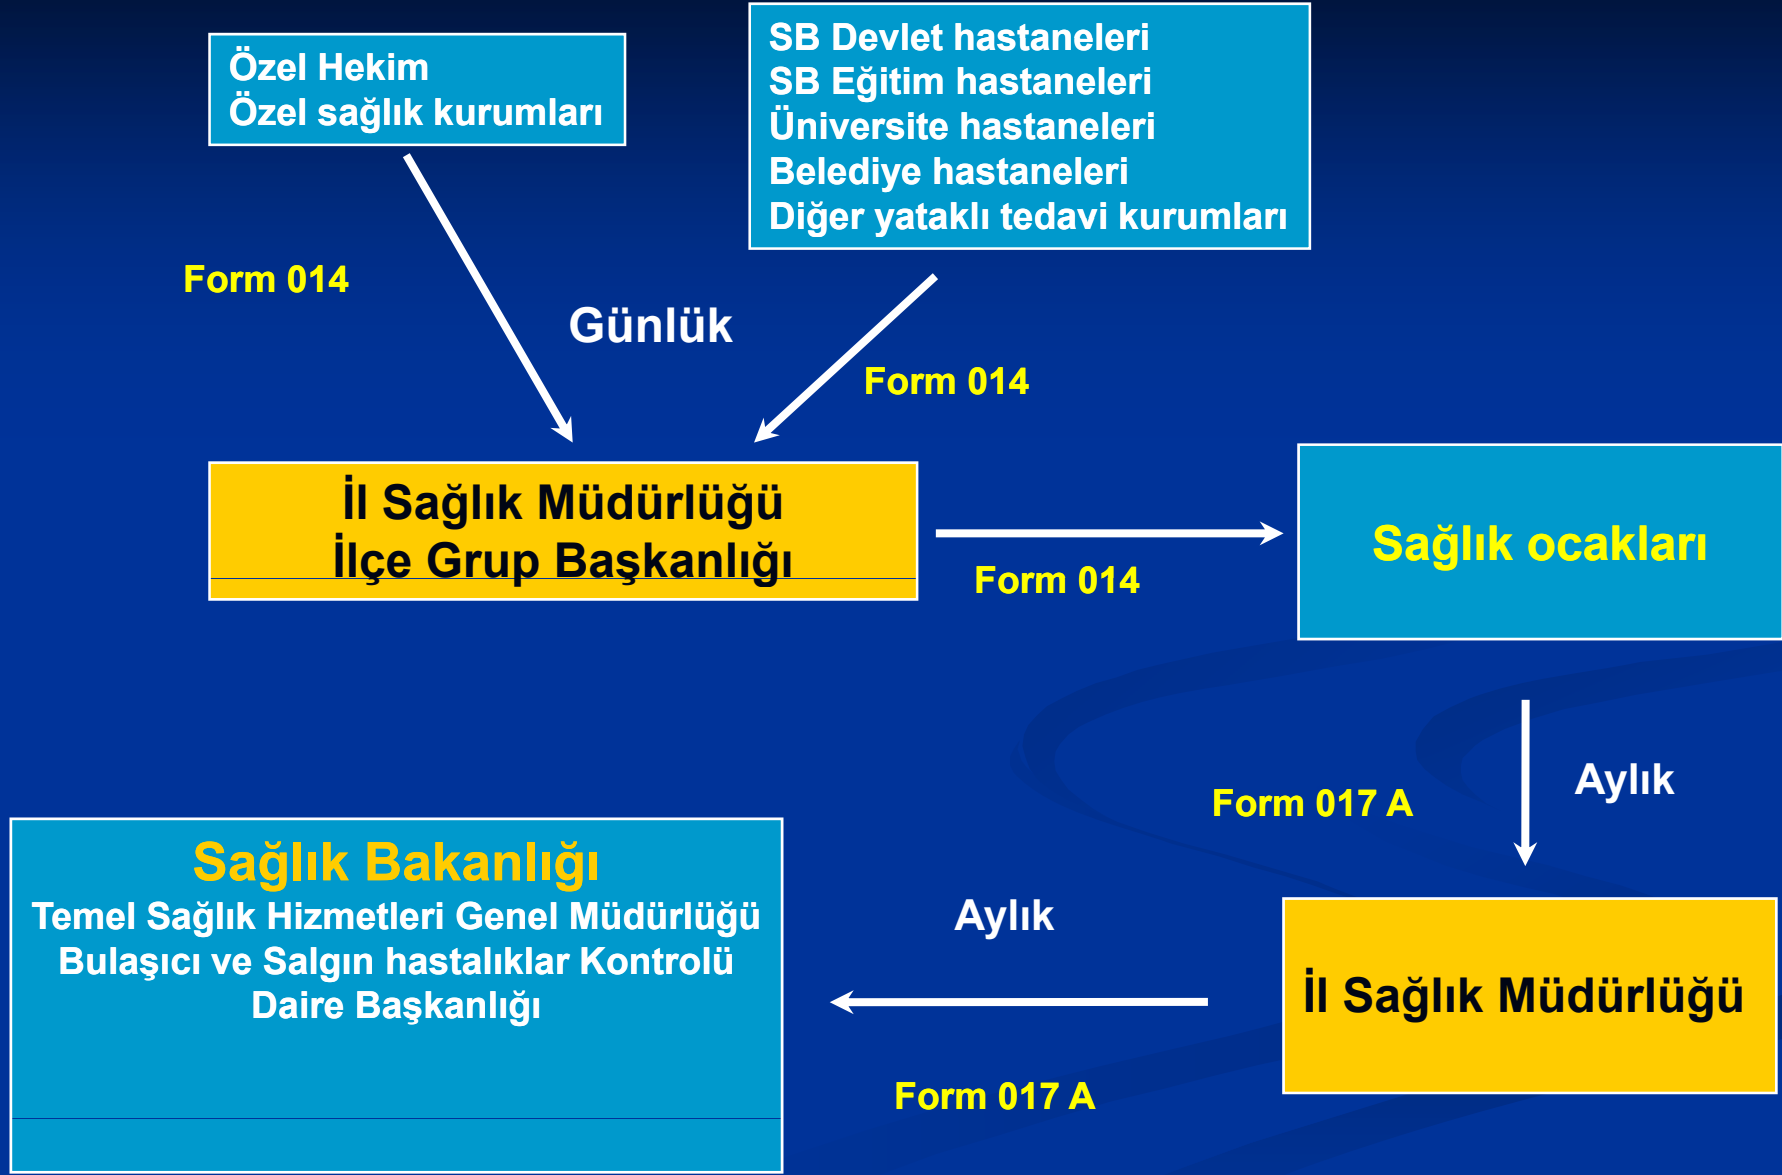 Özel Hekim
Özel sağlık kurumları
SB Devlet hastaneleri
SB Eğitim hastaneleri
Üniversite hastaneleri
Belediye hastaneleri
Diğer yataklı tedavi kurumları
Form 014
Günlük
Form 014
İl Sağlık Müdürlüğü
İlçe Grup Başkanlığı
Form 014
Sağlık ocakları
Aylık
Form 017 A
Sağlık Bakanlığı
Temel Sağlık Hizmetleri Genel Müdürlüğü
Bulaşıcı ve Salgın hastalıklar Kontrolü
Daire Başkanlığı
Aylık
Form 017 A
İl Sağlık Müdürlüğü